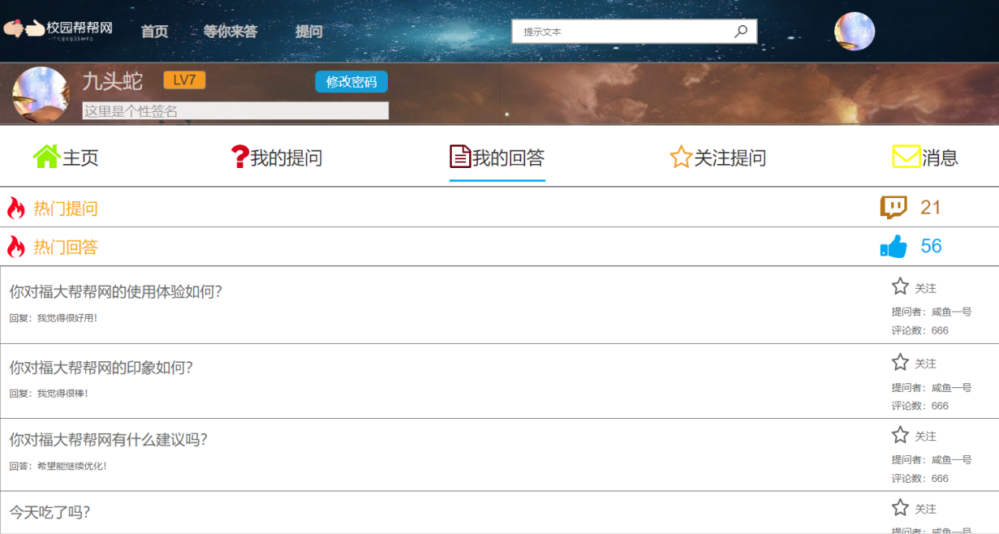 校园帮帮网
首页 等你来答 提问
提示文本
九头蛇 LV7 修改密码
这里是个性签名
主页 我的提问 我的回答 关注提问 消息
热门提问 21
热门回答 56
你对福大帮帮网的使用体验如何?
关注
回复：我觉得很好用!
提问者：咸鱼一号
评论数：666
你对福大帮帮网的印象如何?
关注
回复：我觉得很棒!
提问者：咸鱼一号
评论数：666
你对福大帮帮网有什么建议吗?
关注
回答：希望能继续优化!
提问者：咸鱼一号
评论数：666
今天吃了吗?
关注
提问者：咸鱼一号